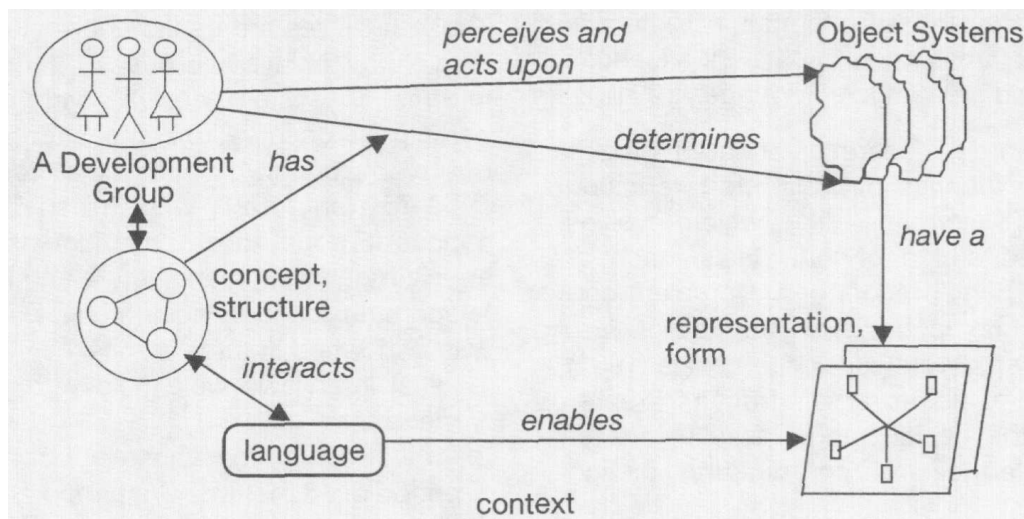 perceives and
acts upon
Object Systems
determines
A Development
Group
has
have a
concept,
structure
representation,
form
interacts
enables
language
context